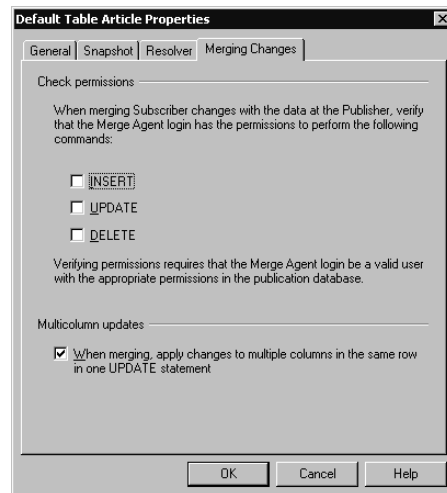 Default Table Article Properties
General
Snapshot
Resolver
Merging Changes
Check permissions
When merging Subscriber changes with the data at the Publisher, verify
that the Merge Agent login has the permissions to perform the following
commands:
INSERT
UPDATE
DELETE
Verifying permissions requires that the Merge Agent login be a valid user
with the appropriate permissions in the publication database.
Multicolumn updates
When merging, apply changes to multiple columns in the same row
in one UPDATE statement
OK
Cancel
Help